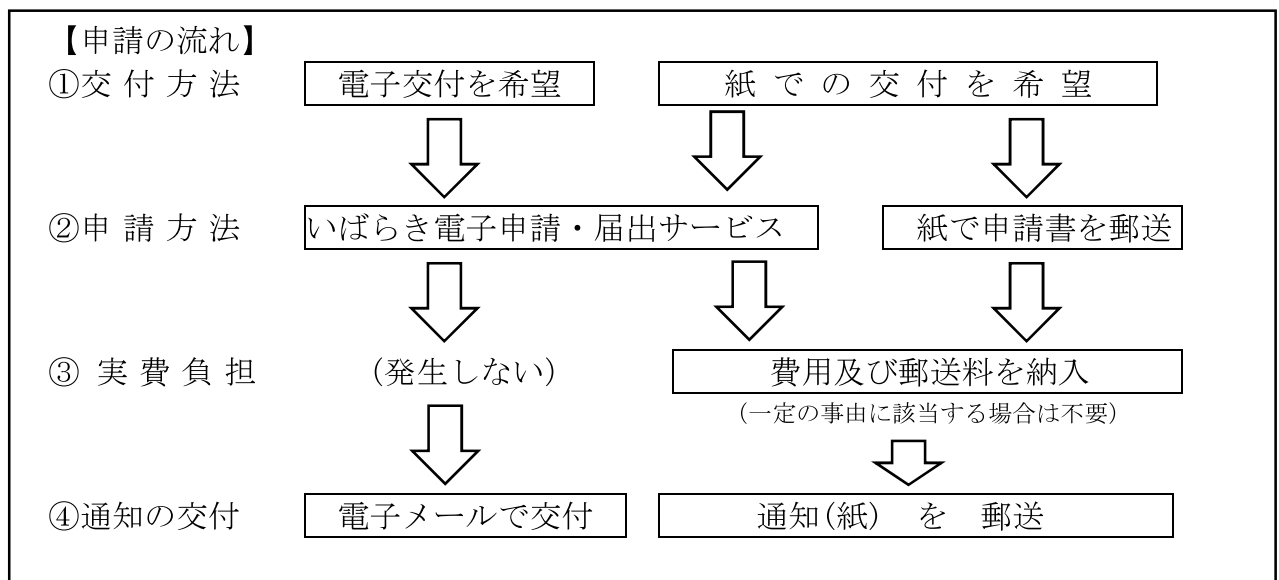 【申請の流れ】
①交 付 方 法　電子交付を希望　紙 で の 交 付 を 希 望
②申 請 方 法　いばらき電子申請・届出サービス　紙で申請書を郵送
③ 実 費 負 担　（発生しない）　費用及び郵送料を納入
（一定の事由に該当する場合は不要）
④通知の交付　電子メールで交付　通知(紙)　を　郵送